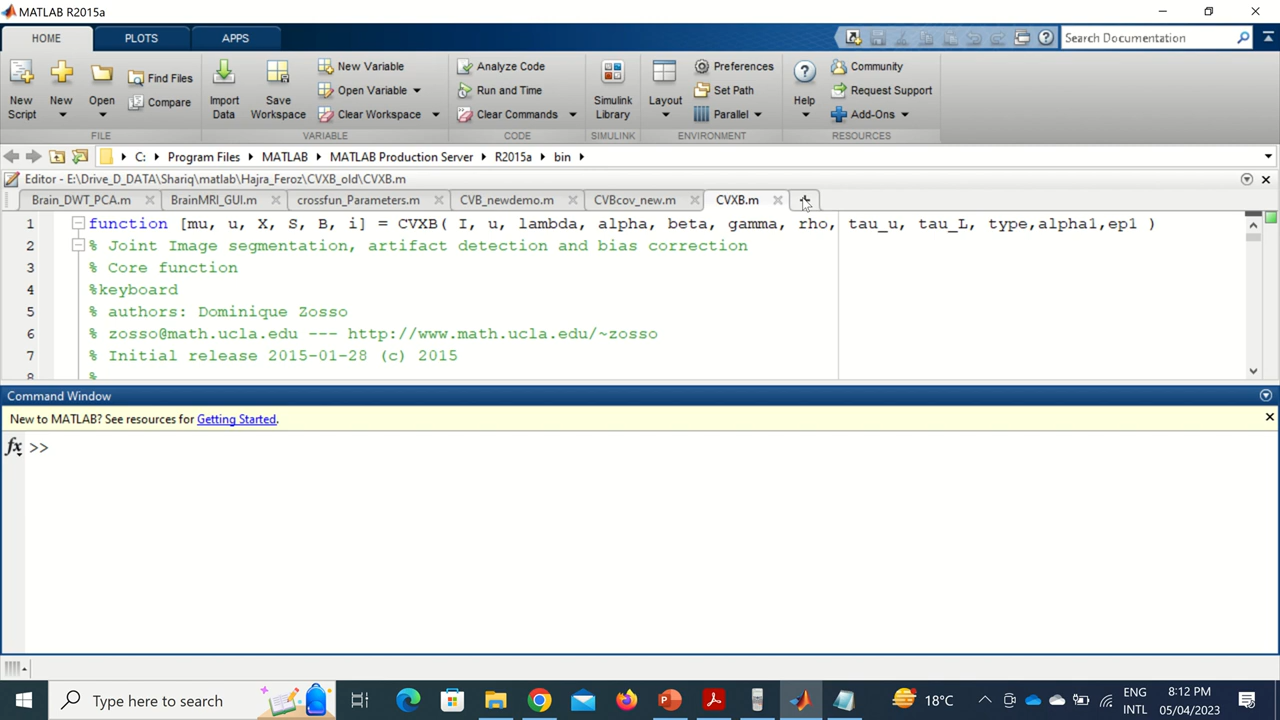 MATLAB R2015a
HOME PLOTS APPS
Search Documentation
New Script
New
Open
Find Files
Compare
Import Data
Save Workspace
New Variable
Open Variable
Clear Workspace
Analyze Code
Run and Time
Clear Commands
Simulink Library
Layout
Preferences
Set Path
Parallel
Help
Community
Request Support
Add-Ons
FILE VARIABLE CODE SIMULINK ENVIRONMENT RESOURCES
C: Program Files MATLAB MATLAB Production Server R2015a bin
Editor - E:\Drive_D_DATA\Shariq\matlab\Hajra_Feroz\CVXB_old\CVXB.m
Brain_DWT_PCA.m BrainMRI_GUI.m crossfun_Parameters.m CVB_newdemo.m CVBcov_new.m CVXB.m
1 function [mu, u, X, S, B, i] = CVXB( I, u, lambda, alpha, beta, gamma, rho, tau_u, tau_L, type,alpha1,ep1 )
2 % Joint Image segmentation, artifact detection and bias correction
3 % Core function
4 %keyboard
5 % authors: Dominique Zosso
6 % zosso@math.ucla.edu --- http://www.math.ucla.edu/~zosso
7 % Initial release 2015-01-28 (c) 2015
8 %
Command Window
New to MATLAB? See resources for Getting Started.
fx >>
Type here to search
18°C
ENG
INTL
8:12 PM
05/04/2023